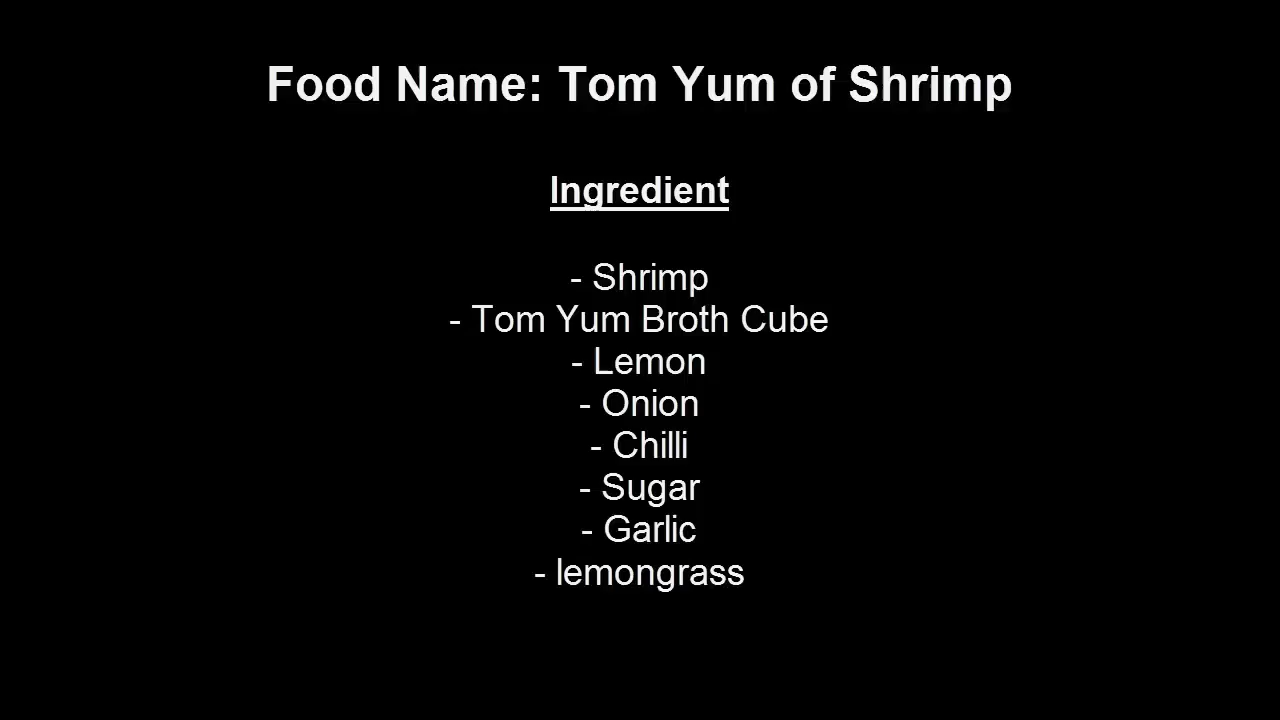 Food Name: Tom Yum of Shrimp
Ingredient
- Shrimp
- Tom Yum Broth Cube
- Lemon
- Onion
- Chilli
- Sugar
- Garlic
- lemongrass